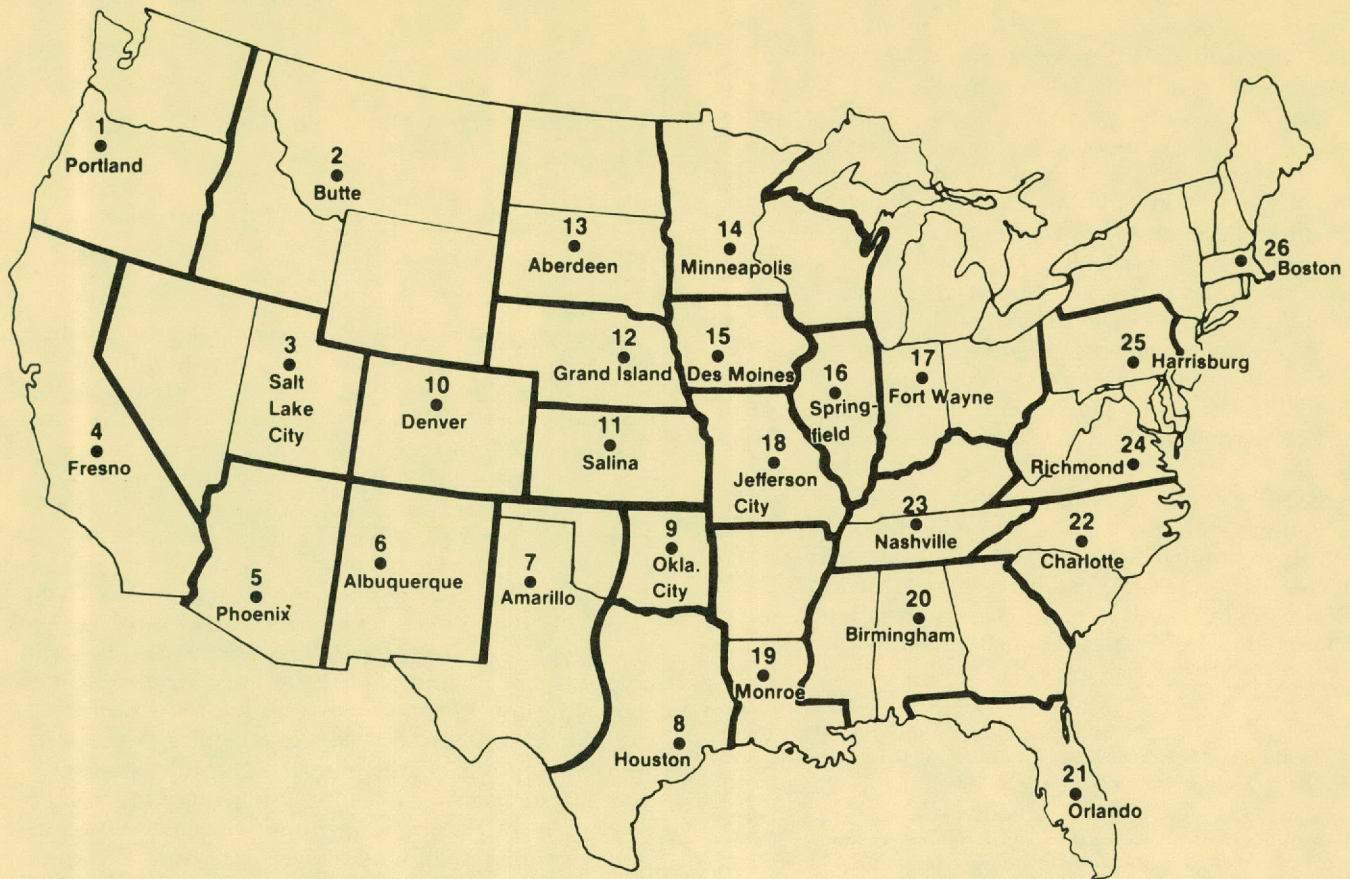 1
Portland
2
Butte
3
Salt
Lake
City
4
Fresno
5
Phoenix
6
Albuquerque
7
Amarillo
8
Houston
9
Okla.
City
10
Denver
11
Salina
12
Grand Island
13
Aberdeen
14
Minneapolis
15
Des Moines
16
Spring-
field
17
Fort Wayne
18
Jefferson
City
19
Monroe
20
Birmingham
21
Orlando
22
Charlotte
23
Nashville
24
Richmond
25
Harrisburg
26
Boston